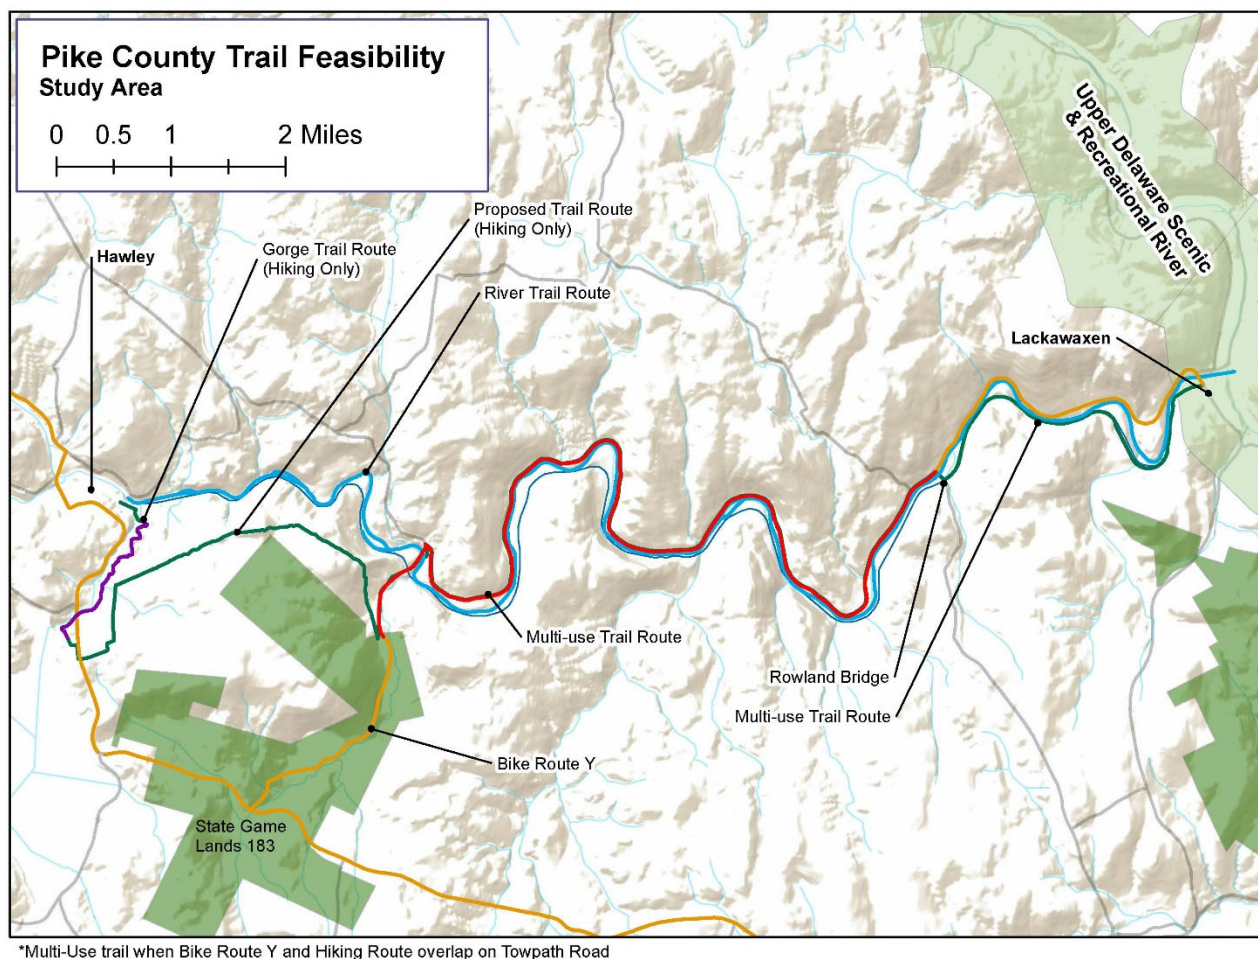 Pike County Trail Feasibility
Study Area
0 0.5 1 2 Miles
Upper Delaware Scenic
& Recreational River
Proposed Trail Route
(Hiking Only)
Hawley
Gorge Trail Route
(Hiking Only)
River Trail Route
Lackawaxen
Multi-use Trail Route
Rowland Bridge
Multi-use Trail Route
Bike Route Y
State Game
Lands 183
*Multi-Use trail when Bike Route Y and Hiking Route overlap on Towpath Road